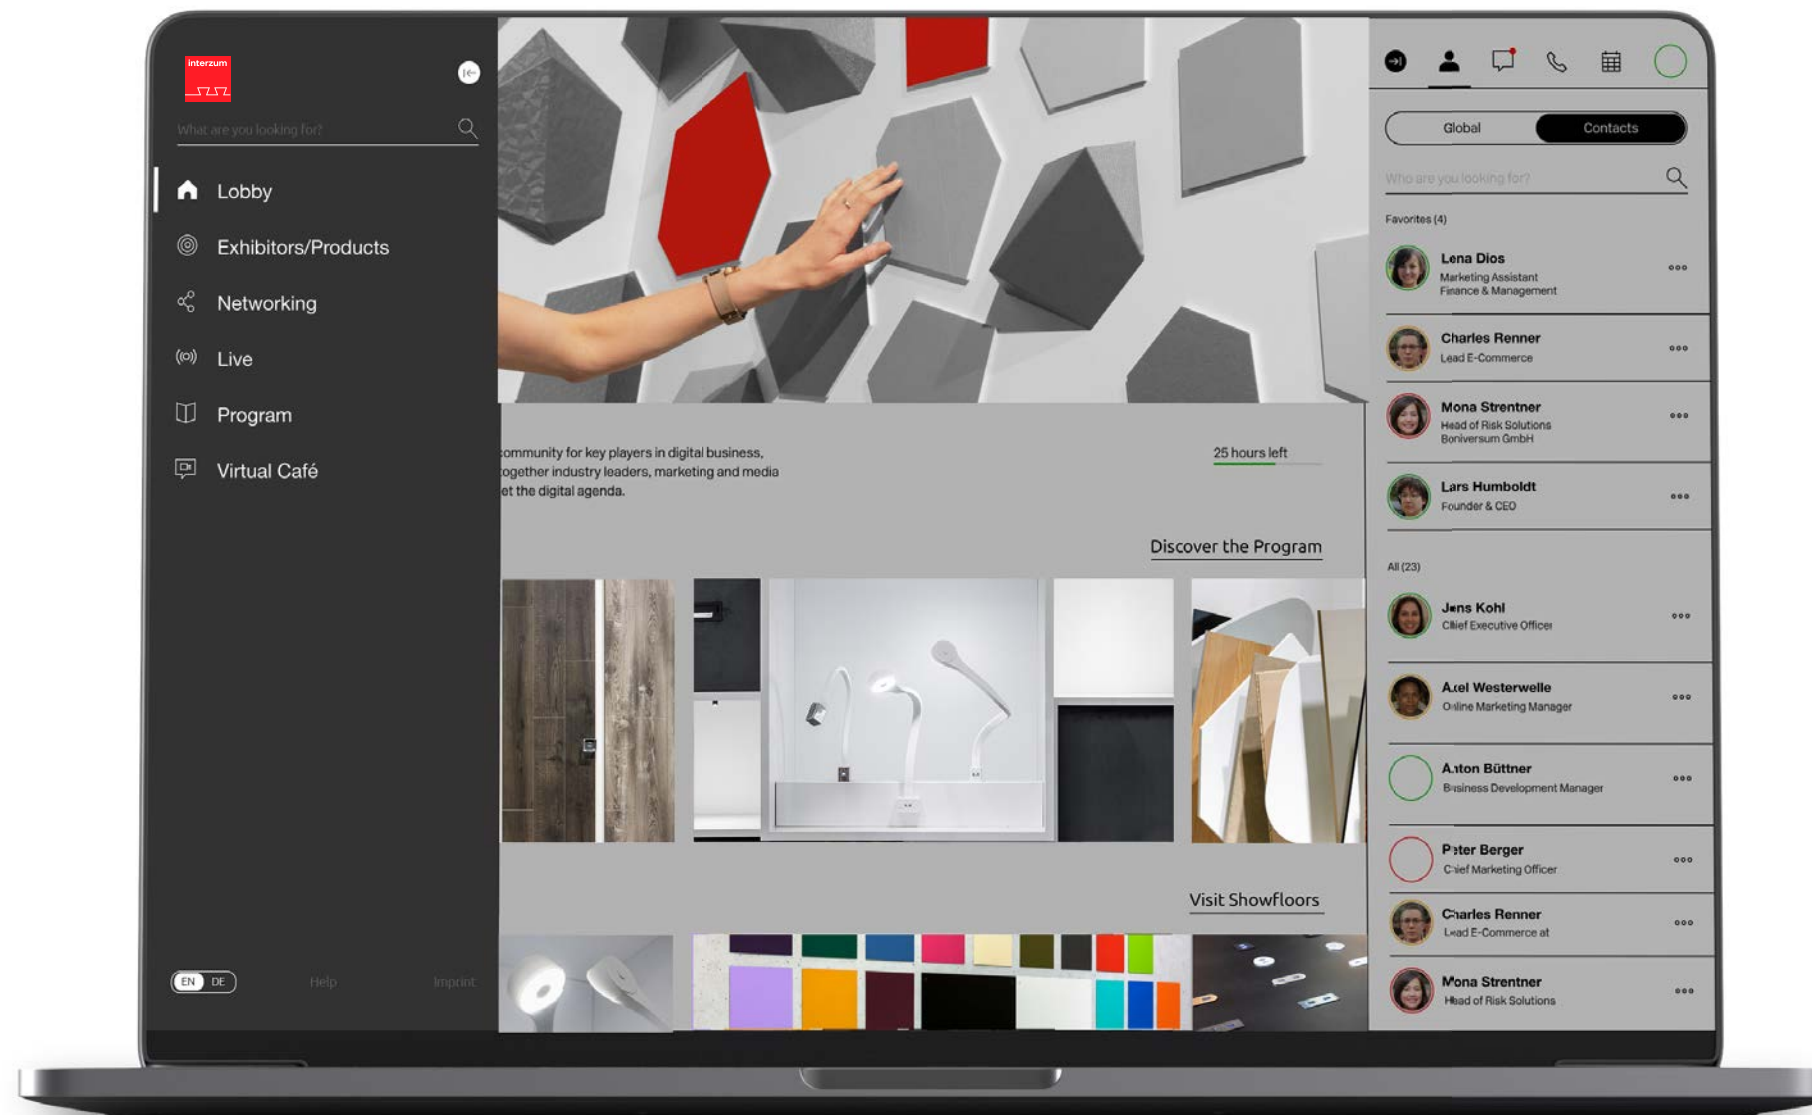 interzum
What are you looking for?
Lobby
Exhibitors/Products
Networking
Live
Program
Virtual Café
EN DE
Help
Imprint
ommunity for key players in digital business,
ogether industry leaders, marketing and media
et the digital agenda.
25 hours left
Discover the Program
Visit Showfloors
Global
Contacts
Who are you looking for?
Favorites (4)
Lena Dios
Marketing Assistant
Finance & Management
Charles Renner
Lead E-Commerce
Mona Strentner
Head of Risk Solutions
Boniversum GmbH
Lars Humboldt
Founder & CEO
All (23)
Jens Kohl
Chief Executive Officer
Axel Westerwelle
Online Marketing Manager
Anton Büttner
Business Development Manager
Peter Berger
Chief Marketing Officer
Charles Renner
Lead E-Commerce at
Mona Strentner
Head of Risk Solutions